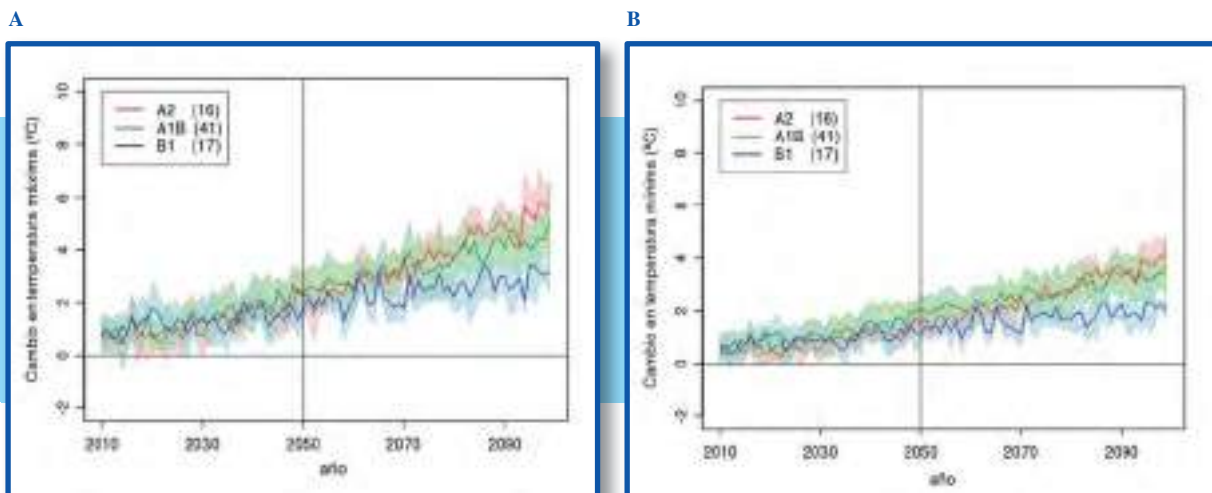 A
Cambio en temperatura máxima (ºC)
10
8
6
4
2
0
-2
A2 (16)
A1B (41)
B1 (17)
2010 2030 2050 2070 2090
año
B
Cambio en temperatura mínima (ºC)
10
8
6
4
2
0
-2
A2 (16)
A1B (41)
B1 (17)
2010 2030 2050 2070 2090
año